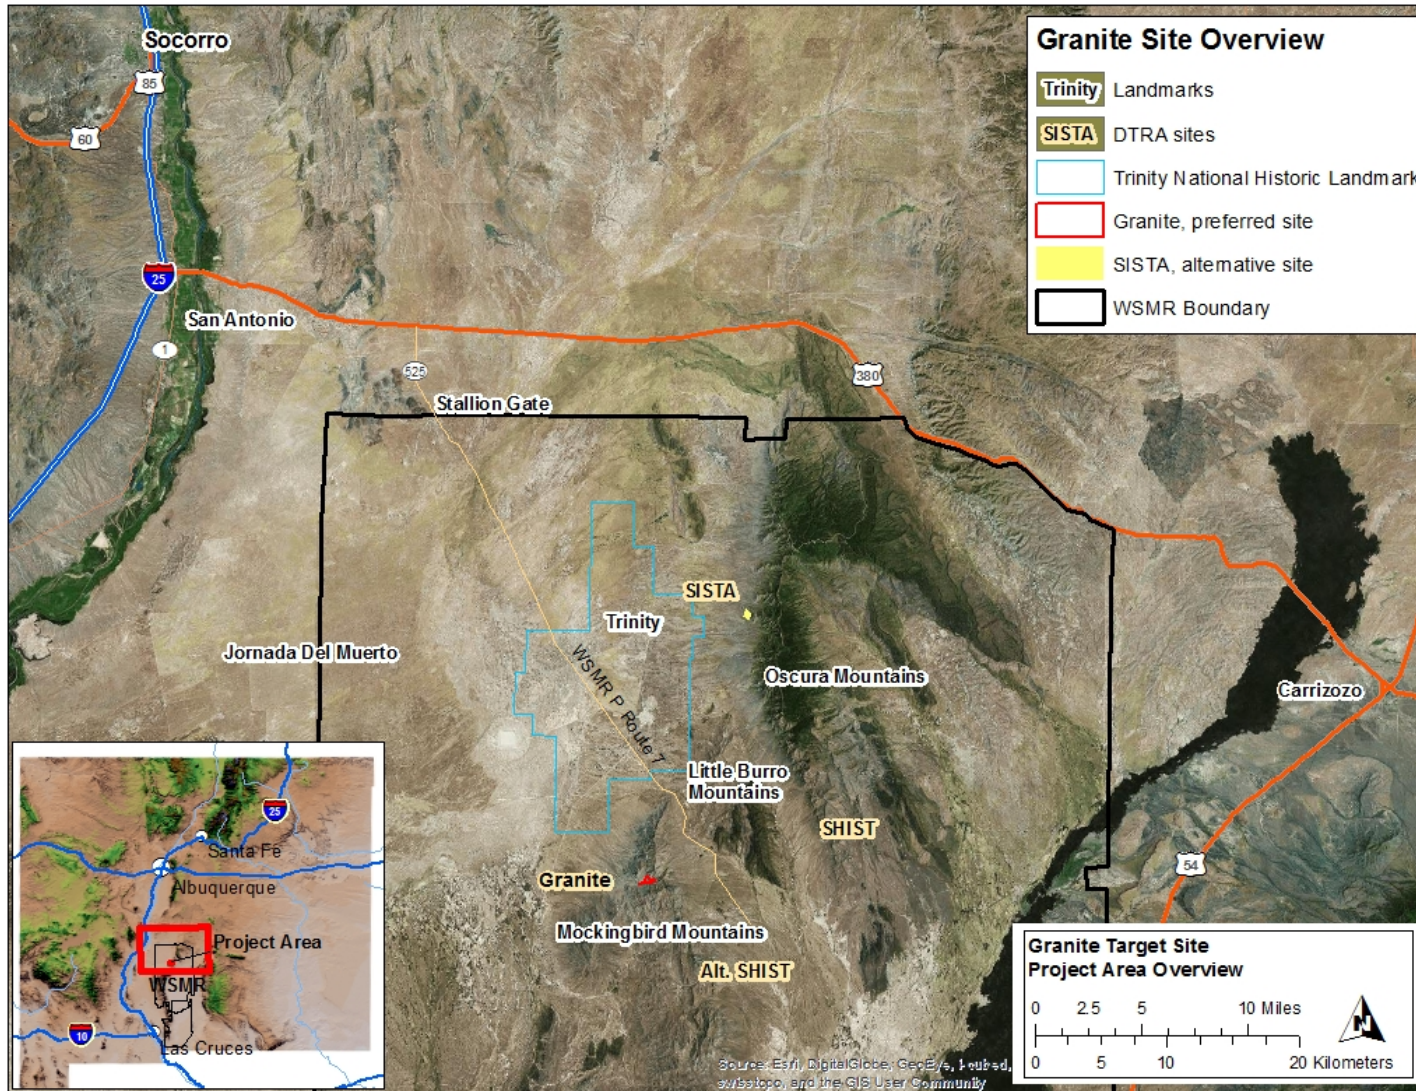 Socorro
85
60
25
San Antonio
1
525
Stallion Gate
380
SISTA
Trinity
Jornada Del Muerto
WSMR P Route 7
Oscura Mountains
Carrizozo
Little Burro
Mountains
SHIST
54
Granite
Mockingbird Mountains
Alt. SHIST
Granite Site Overview
Trinity Landmarks
SISTA DTRA sites
Trinity National Historic Landmark
Granite, preferred site
SISTA, alternative site
WSMR Boundary
25
Santa Fe
Albuquerque
Project Area
WSMR
10
Las Cruces
Granite Target Site
Project Area Overview
0 2.5 5 10 Miles
0 5 10 20 Kilometers
N
Source: Esri, DigitalGlobe, GeoEye, i-cubed,
swisstopo, and the GIS User Community